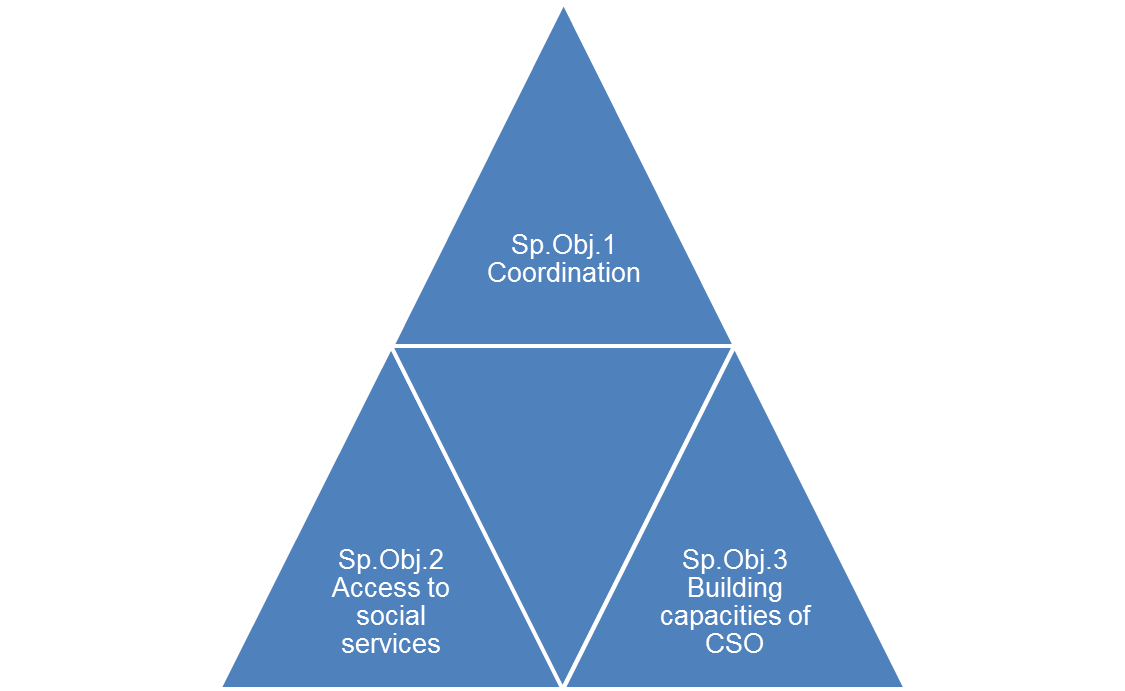 Sp.Obj.1
Coordination
Sp.Obj.2
Access to
social
services
Sp.Obj.3
Building
capacities of
CSO